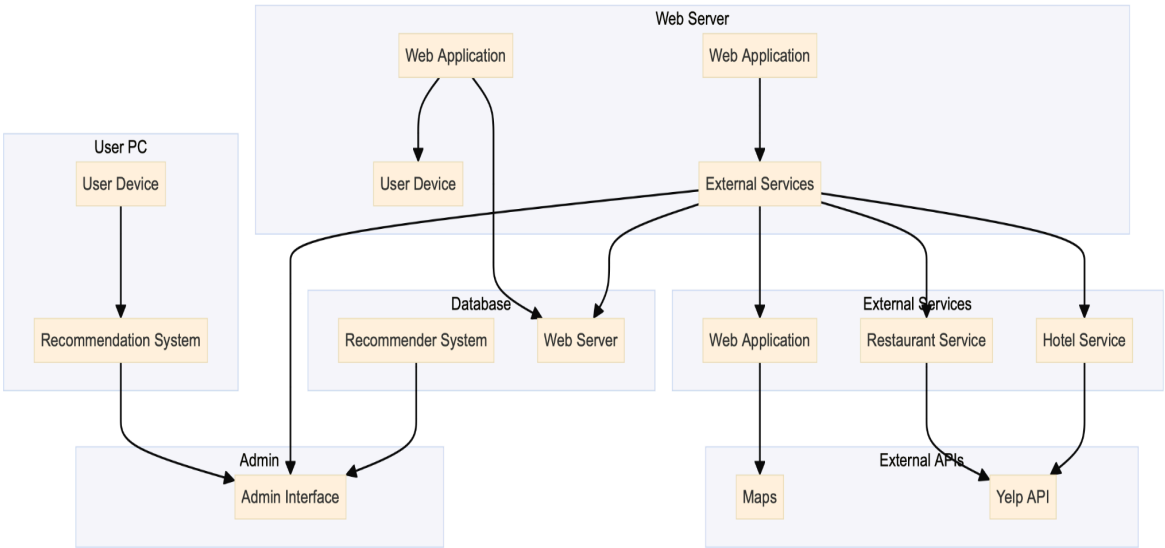 Web Server
Web Application
Web Application
User PC
User Device
User Device
External Services
Database
External Services
Recommendation System
Recommender System
Web Server
Web Application
Restaurant Service
Hotel Service
Admin
External APIs
Admin Interface
Maps
Yelp API